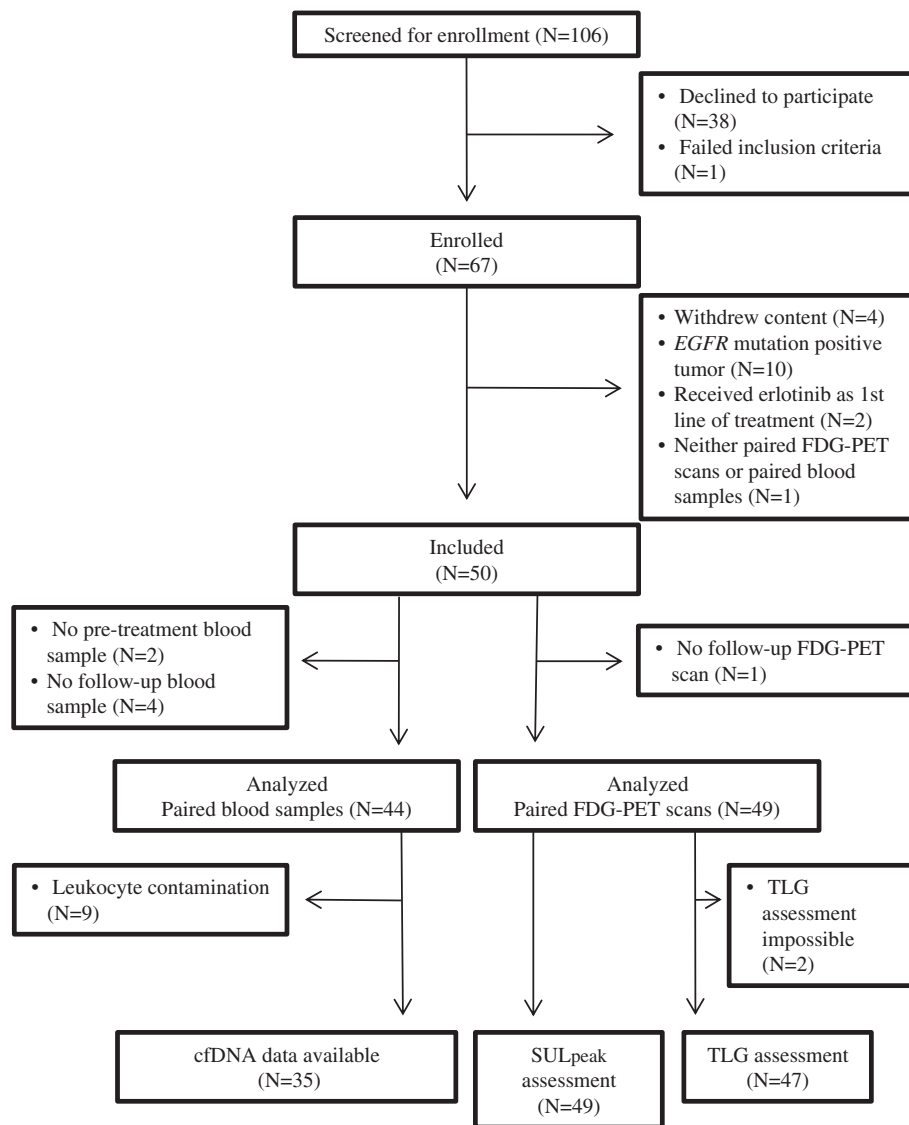 Screened for enrollment (N=106)
• Declined to participate
(N=38)
• Failed inclusion criteria
(N=1)
Enrolled
(N=67)
• Withdrew content (N=4)
• EGFR mutation positive
tumor (N=10)
• Received erlotinib as 1st
line of treatment (N=2)
• Neither paired FDG-PET
scans or paired blood
samples (N=1)
Included
(N=50)
• No pre-treatment blood
sample (N=2)
• No follow-up blood
sample (N=4)
• No follow-up FDG-PET
scan (N=1)
Analyzed
Paired blood samples (N=44)
Analyzed
Paired FDG-PET scans (N=49)
• Leukocyte contamination
(N=9)
• TLG
assessment
impossible
(N=2)
cfDNA data available
(N=35)
SULpeak
assessment
(N=49)
TLG assessment
(N=47)